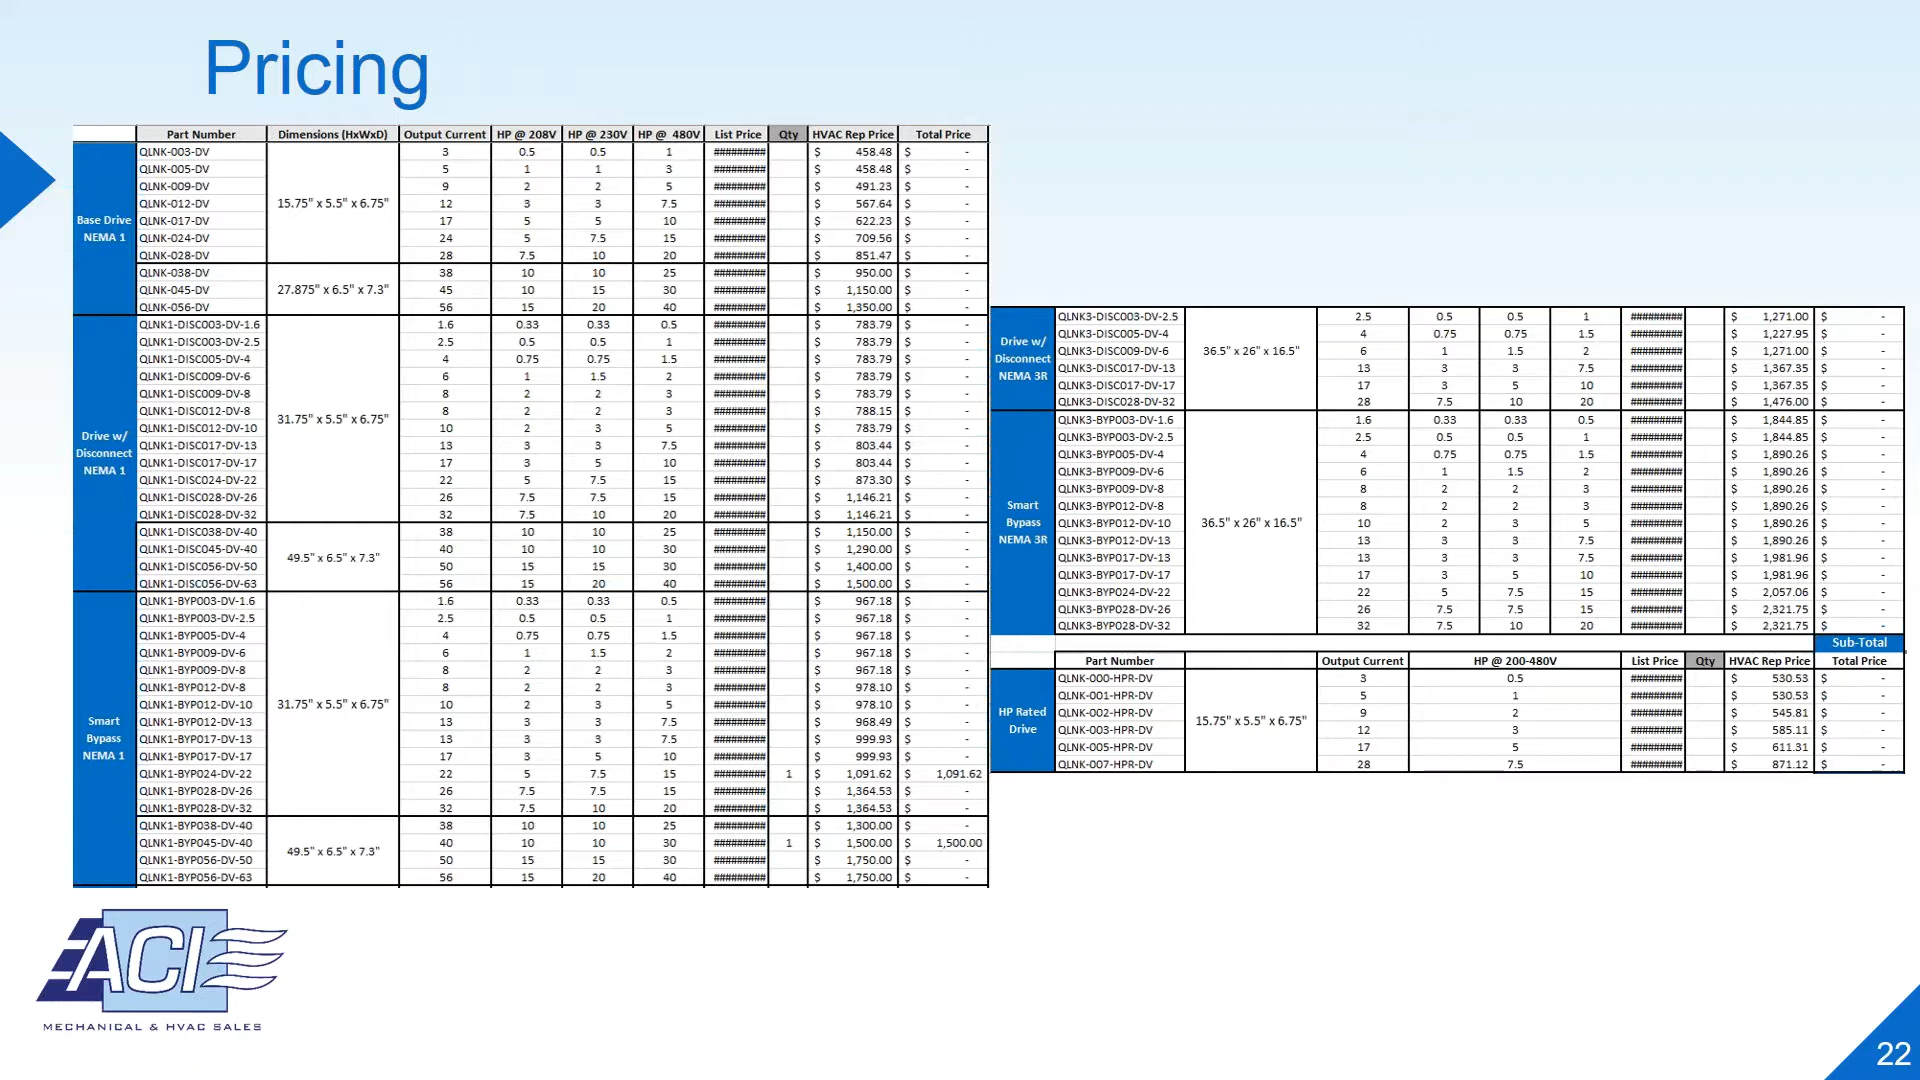 Pricing
Part Number Dimensions (HxWxD) Output Current HP @ 208V HP @ 230V HP @ 480V List Price Qty HVAC Rep Price Total Price
Base Drive NEMA 1
QLNK-003-DV 15.75" x 5.5" x 6.75" 3 0.5 0.5 1 ######### $ 458.48 $ -
QLNK-005-DV 5 1 1 3 ######### $ 458.48 $ -
QLNK-009-DV 9 2 2 5 ######### $ 491.23 $ -
QLNK-012-DV 12 3 3 7.5 ######### $ 567.64 $ -
QLNK-017-DV 17 5 5 10 ######### $ 622.23 $ -
QLNK-024-DV 24 5 7.5 15 ######### $ 709.56 $ -
QLNK-028-DV 28 7.5 10 20 ######### $ 851.47 $ -
QLNK-038-DV 27.875" x 6.5" x 7.3" 38 10 10 25 ######### $ 950.00 $ -
QLNK-045-DV 45 10 15 30 ######### $ 1,150.00 $ -
QLNK-056-DV 56 15 20 40 ######### $ 1,350.00 $ -
Drive w/ Disconnect NEMA 1
QLNK1-DISC003-DV-1.6 31.75" x 5.5" x 6.75" 1.6 0.33 0.33 0.5 ######### $ 783.79 $ -
QLNK1-DISC003-DV-2.5 2.5 0.5 0.5 1 ######### $ 783.79 $ -
QLNK1-DISC005-DV-4 4 0.75 0.75 1.5 ######### $ 783.79 $ -
QLNK1-DISC009-DV-6 6 1 1.5 2 ######### $ 783.79 $ -
QLNK1-DISC009-DV-8 8 2 2 3 ######### $ 783.79 $ -
QLNK1-DISC012-DV-8 8 2 2 3 ######### $ 788.15 $ -
QLNK1-DISC012-DV-10 10 2 3 5 ######### $ 783.79 $ -
QLNK1-DISC017-DV-13 13 3 3 7.5 ######### $ 803.44 $ -
QLNK1-DISC017-DV-17 17 3 5 10 ######### $ 803.44 $ -
QLNK1-DISC024-DV-22 22 5 7.5 15 ######### $ 873.30 $ -
QLNK1-DISC028-DV-26 26 7.5 7.5 15 ######### $ 1,146.21 $ -
QLNK1-DISC028-DV-32 32 7.5 10 20 ######### $ 1,146.21 $ -
QLNK1-DISC038-DV-40 49.5" x 6.5" x 7.3" 38 10 10 25 ######### $ 1,150.00 $ -
QLNK1-DISC045-DV-40 40 10 10 30 ######### $ 1,290.00 $ -
QLNK1-DISC056-DV-50 50 15 15 30 ######### $ 1,400.00 $ -
QLNK1-DISC056-DV-63 56 15 20 40 ######### $ 1,500.00 $ -
Smart Bypass NEMA 1
QLNK1-BYP003-DV-1.6 31.75" x 5.5" x 6.75" 1.6 0.33 0.33 0.5 ######### $ 967.18 $ -
QLNK1-BYP003-DV-2.5 2.5 0.5 0.5 1 ######### $ 967.18 $ -
QLNK1-BYP005-DV-4 4 0.75 0.75 1.5 ######### $ 967.18 $ -
QLNK1-BYP009-DV-6 6 1 1.5 2 ######### $ 967.18 $ -
QLNK1-BYP009-DV-8 8 2 2 3 ######### $ 967.18 $ -
QLNK1-BYP012-DV-8 8 2 2 3 ######### $ 978.10 $ -
QLNK1-BYP012-DV-10 10 2 3 5 ######### $ 978.10 $ -
QLNK1-BYP012-DV-13 13 3 3 7.5 ######### $ 968.49 $ -
QLNK1-BYP017-DV-13 13 3 3 7.5 ######### $ 999.93 $ -
QLNK1-BYP017-DV-17 17 3 5 10 ######### $ 999.93 $ -
QLNK1-BYP024-DV-22 22 5 7.5 15 ######### 1 $ 1,091.62 $ 1,091.62
QLNK1-BYP028-DV-26 26 7.5 7.5 15 ######### $ 1,364.53 $ -
QLNK1-BYP028-DV-32 32 7.5 10 20 ######### $ 1,364.53 $ -
QLNK1-BYP038-DV-40 49.5" x 6.5" x 7.3" 38 10 10 25 ######### $ 1,300.00 $ -
QLNK1-BYP045-DV-40 40 10 10 30 ######### 1 $ 1,500.00 $ 1,500.00
QLNK1-BYP056-DV-50 50 15 15 30 ######### $ 1,750.00 $ -
QLNK1-BYP056-DV-63 56 15 20 40 ######### $ 1,750.00 $ -
Drive w/ Disconnect NEMA 3R
QLNK3-DISC003-DV-2.5 36.5" x 26" x 16.5" 2.5 0.5 0.5 1 ######### $ 1,271.00 $ -
QLNK3-DISC005-DV-4 4 0.75 0.75 1.5 ######### $ 1,227.95 $ -
QLNK3-DISC009-DV-6 6 1 1.5 2 ######### $ 1,271.00 $ -
QLNK3-DISC017-DV-13 13 3 3 7.5 ######### $ 1,367.35 $ -
QLNK3-DISC017-DV-17 17 3 5 10 ######### $ 1,367.35 $ -
QLNK3-DISC028-DV-32 28 7.5 10 20 ######### $ 1,476.00 $ -
Smart Bypass NEMA 3R
QLNK3-BYP003-DV-1.6 36.5" x 26" x 16.5" 1.6 0.33 0.33 0.5 ######### $ 1,844.85 $ -
QLNK3-BYP003-DV-2.5 2.5 0.5 0.5 1 ######### $ 1,844.85 $ -
QLNK3-BYP005-DV-4 4 0.75 0.75 1.5 ######### $ 1,890.26 $ -
QLNK3-BYP009-DV-6 6 1 1.5 2 ######### $ 1,890.26 $ -
QLNK3-BYP009-DV-8 8 2 2 3 ######### $ 1,890.26 $ -
QLNK3-BYP012-DV-8 8 2 2 3 ######### $ 1,890.26 $ -
QLNK3-BYP012-DV-10 10 2 3 5 ######### $ 1,890.26 $ -
QLNK3-BYP012-DV-13 13 3 3 7.5 ######### $ 1,890.26 $ -
QLNK3-BYP017-DV-13 13 3 3 7.5 ######### $ 1,981.96 $ -
QLNK3-BYP017-DV-17 17 3 5 10 ######### $ 1,981.96 $ -
QLNK3-BYP024-DV-22 22 5 7.5 15 ######### $ 2,057.06 $ -
QLNK3-BYP028-DV-26 26 7.5 7.5 15 ######### $ 2,321.75 $ -
QLNK3-BYP028-DV-32 32 7.5 10 20 ######### $ 2,321.75 $ -
Sub-Total
Part Number Output Current HP @ 200-480V List Price Qty HVAC Rep Price Total Price
HP Rated Drive
QLNK-000-HPR-DV 15.75" x 5.5" x 6.75" 3 0.5 ######### $ 530.53 $ -
QLNK-001-HPR-DV 5 1 ######### $ 530.53 $ -
QLNK-002-HPR-DV 9 2 ######### $ 545.81 $ -
QLNK-003-HPR-DV 12 3 ######### $ 585.11 $ -
QLNK-005-HPR-DV 17 5 ######### $ 611.31 $ -
QLNK-007-HPR-DV 28 7.5 ######### $ 871.12 $ -
ACI
MECHANICAL & HVAC SALES
22